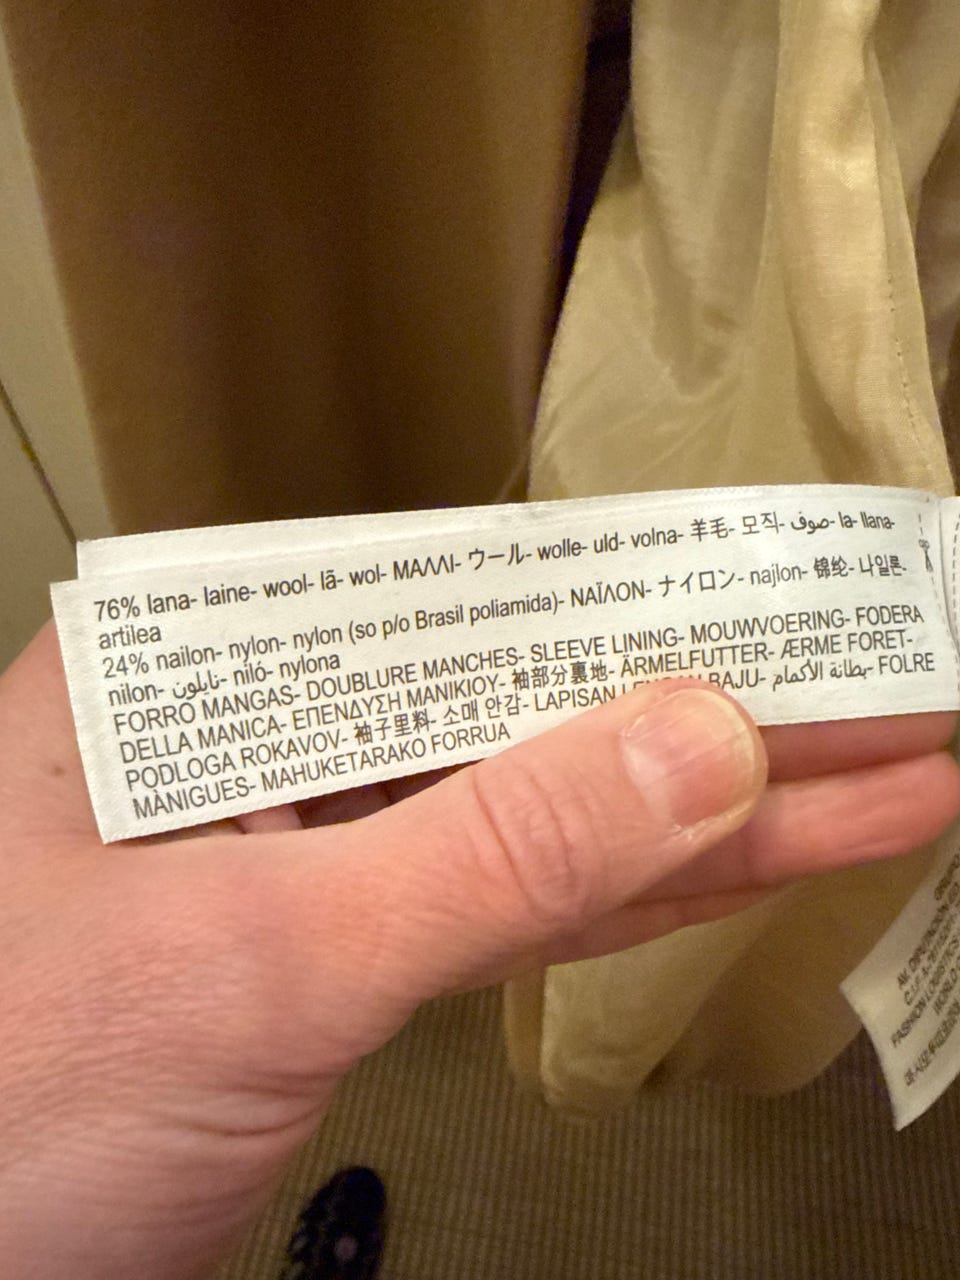 76% lana- laine- wool- lã- wol- ΜΑΛΛΙ- ウール- wolle- uld- volna- 羊毛- 모직- صوف- la- llana-
artilea
24% nailon- nylon- nylon (so p/o Brasil poliamida)- ΝΑΪΛΟΝ- ナイロン- najlon- 锦纶- 나일론-
nilon- نايلون- niló- nylona
FORRO MANGAS- DOUBLURE MANCHES- SLEEVE LINING- MOUWVOERING- FODERA
DELLA MANICA- ΕΠΕΝΔΥΣΗ ΜΑΝΙΚΙΟΥ- 袖部分裏地- ÄRMELFUTTER- ÆRME FORET-
PODLOGA ROKAVOV- 袖子里料- 소매 안감- LAPISAN BAJU- بطانة الأكمام- FOLRE
MÀNIGUES- MAHUKETARAKO FORRUA
FASHION LOGISTICS
WORLD